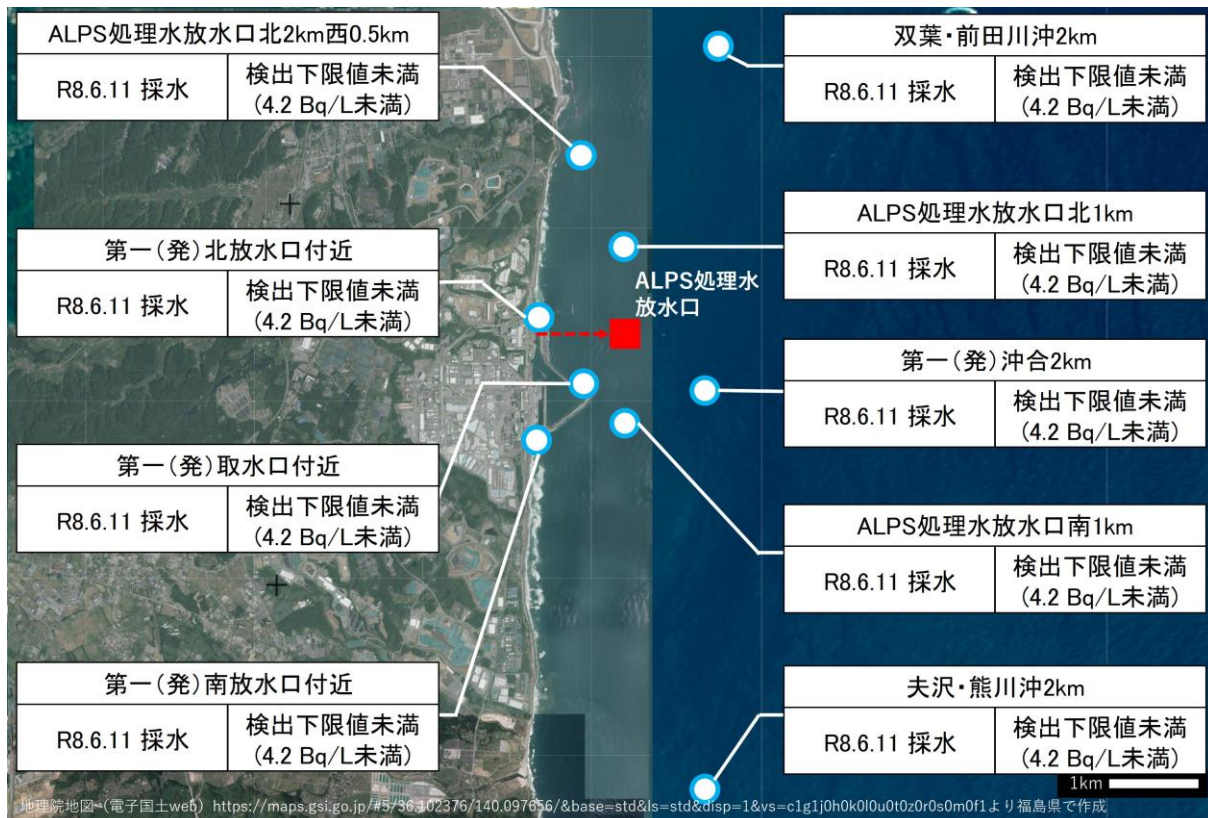 ALPS処理水放水口北2km西0.5km
R8.6.11 採水
検出下限値未満
(4.2 Bq/L未満)
双葉・前田川沖2km
R8.6.11 採水
検出下限値未満
(4.2 Bq/L未満)
第一(発)北放水口付近
R8.6.11 採水
検出下限値未満
(4.2 Bq/L未満)
ALPS処理水放水口北1km
R8.6.11 採水
検出下限値未満
(4.2 Bq/L未満)
ALPS処理水
放水口
第一(発)沖合2km
R8.6.11 採水
検出下限値未満
(4.2 Bq/L未満)
第一(発)取水口付近
R8.6.11 採水
検出下限値未満
(4.2 Bq/L未満)
ALPS処理水放水口南1km
R8.6.11 採水
検出下限値未満
(4.2 Bq/L未満)
第一(発)南放水口付近
R8.6.11 採水
検出下限値未満
(4.2 Bq/L未満)
夫沢・熊川沖2km
R8.6.11 採水
検出下限値未満
(4.2 Bq/L未満)
1km
地理院地図(電子国土web)https://maps.gsi.go.jp/#5/36.102376/140.097656/&base=std&ls=std&disp=1&vs=c1g1j0h0k0l0u0t0z0r0s0m0f1より福島県で作成